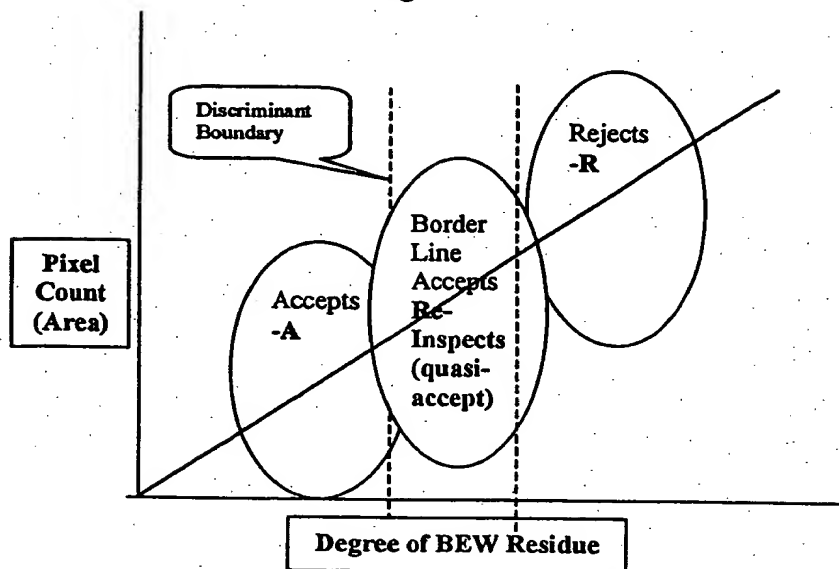 Discriminant
Boundary
Rejects
-R
Border
Line
Accepts
Re-
Inspects
(quasi-
accept)
Accepts
-A
Pixel
Count
(Area)
Degree of BEW Residue